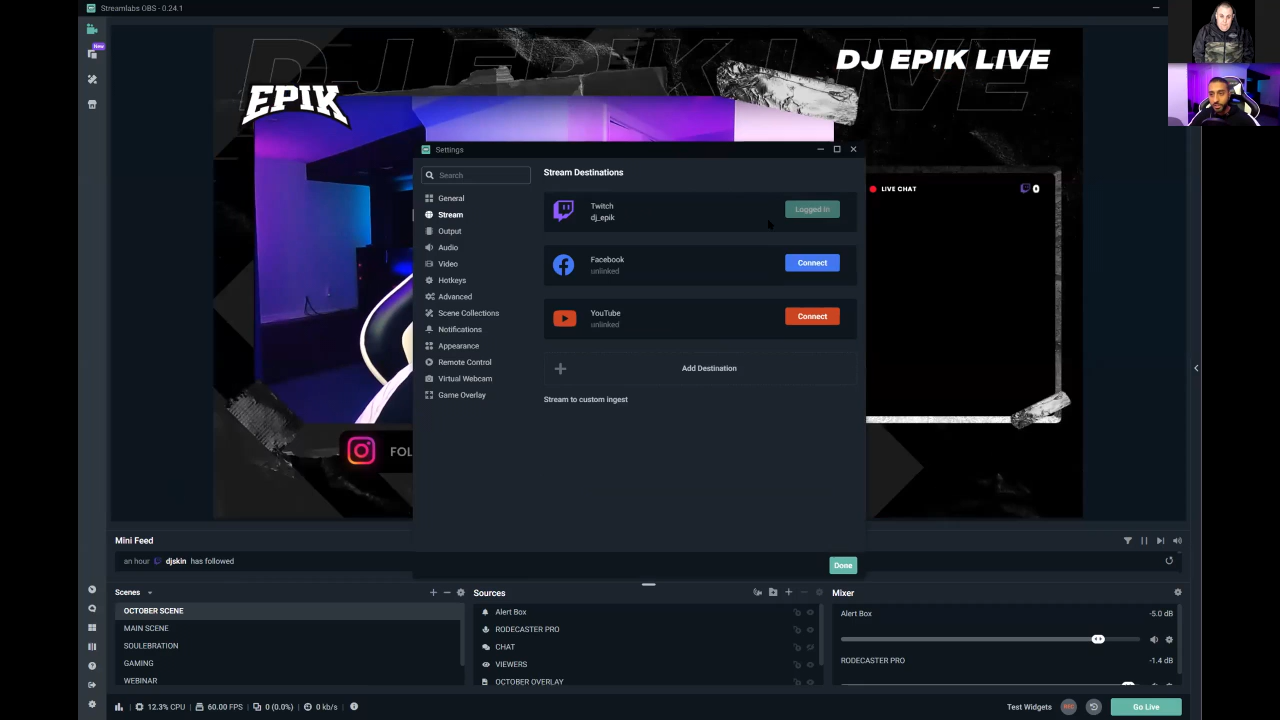 Streamlabs OBS - 0.24.1
New
DJ EPIK LIVE
DJ EPIK LIVE
EPIK
LIVE CHAT
0
FOL
Settings
Search
General
Stream
Output
Audio
Video
Hotkeys
Advanced
Scene Collections
Notifications
Appearance
Remote Control
Virtual Webcam
Game Overlay
Stream Destinations
Twitch
dj_epik
Logged in
Facebook
unlinked
Connect
YouTube
unlinked
Connect
Add Destination
Stream to custom ingest
Done
Mini Feed
an hour djskin has followed
Scenes
OCTOBER SCENE
MAIN SCENE
SOULEBRATION
GAMING
WEBINAR
Sources
Alert Box
RODECASTER PRO
CHAT
VIEWERS
OCTOBER OVERLAY
Mixer
Alert Box -5.0 dB
RODECASTER PRO -1.4 dB
12.3% CPU 60.00 FPS 0 (0.0%) 0 kb/s
Test Widgets
REC
Go Live